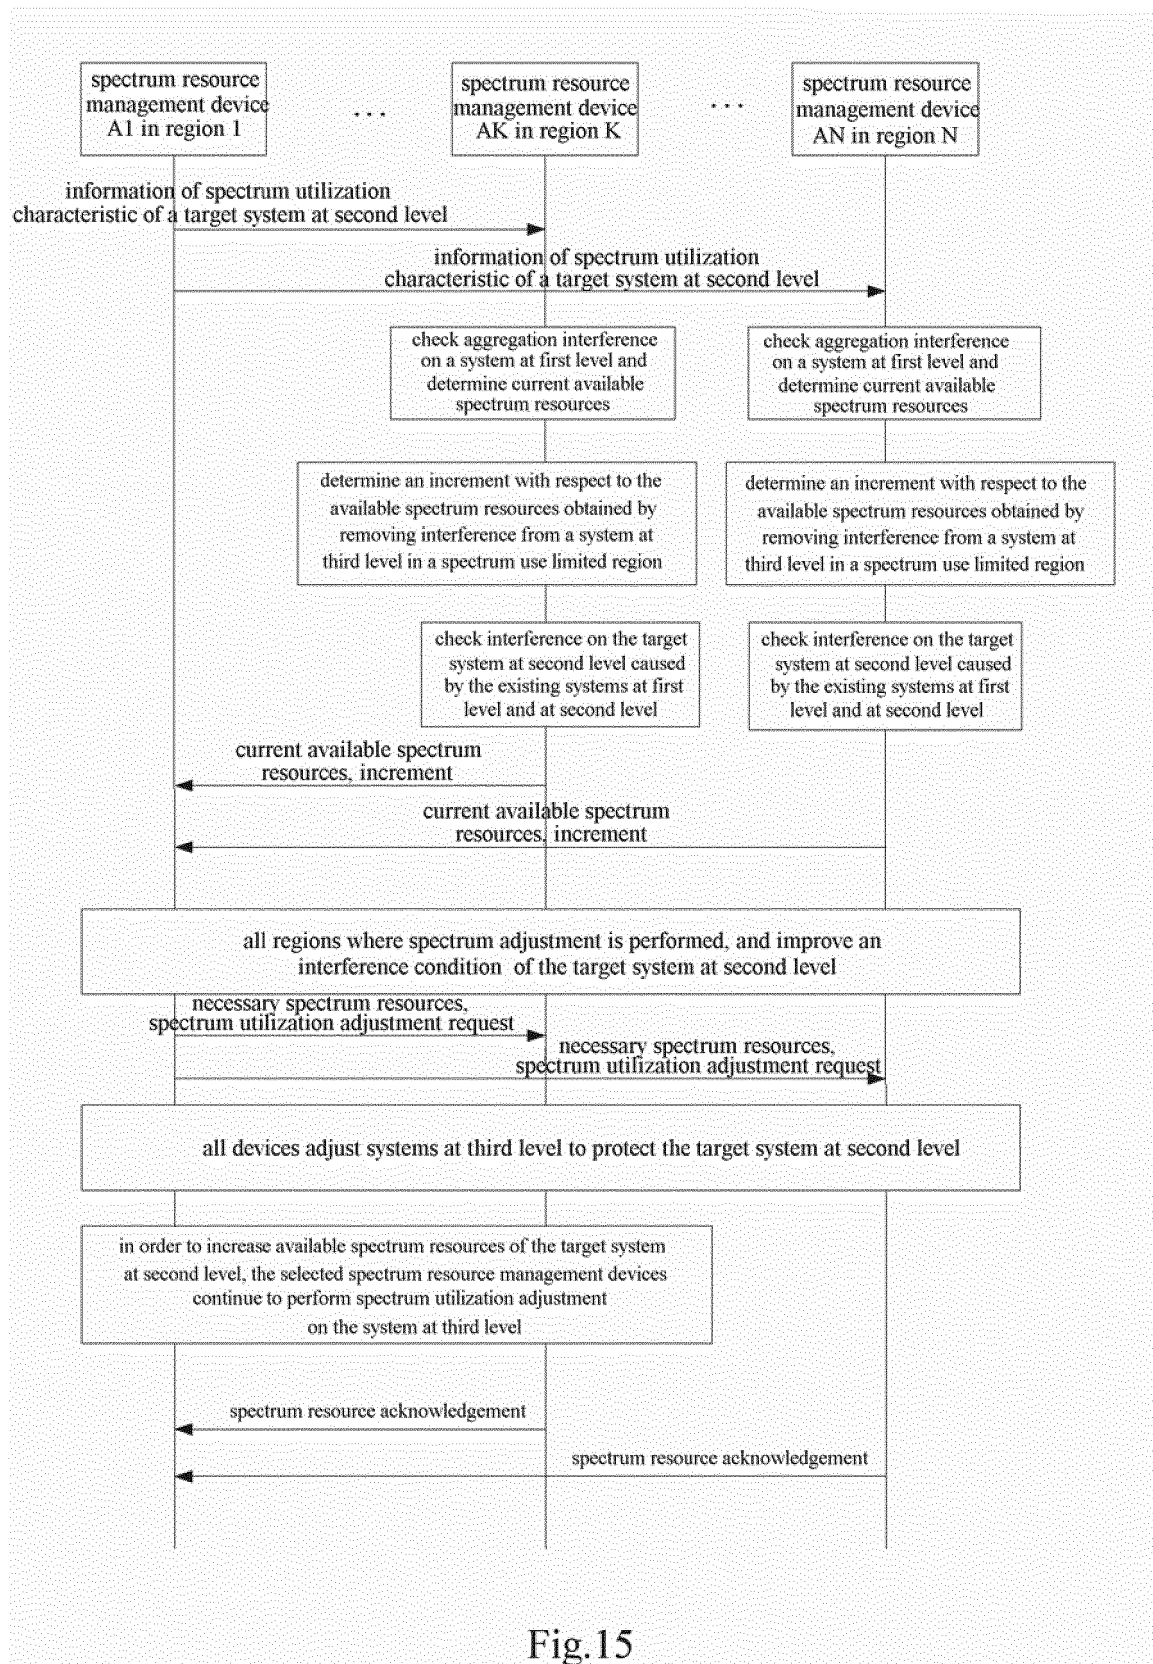 spectrum resource
management device
A1 in region 1
...
spectrum resource
management device
AK in region K
...
spectrum resource
management device
AN in region N
information of spectrum utilization
characteristic of a target system at second level
information of spectrum utilization
characteristic of a target system at second level
check aggregation interference
on a system at first level and
determine current available
spectrum resources
check aggregation interference
on a system at first level and
determine current available
spectrum resources
determine an increment with respect to the
available spectrum resources obtained by
removing interference from a system at
third level in a spectrum use limited region
determine an increment with respect to the
available spectrum resources obtained by
removing interference from a system at
third level in a spectrum use limited region
check interference on the target
system at second level caused
by the existing systems at first
level and at second level
check interference on the target
system at second level caused
by the existing systems at first
level and at second level
current available spectrum
resources, increment
current available spectrum
resources, increment
all regions where spectrum adjustment is performed, and improve an
interference condition of the target system at second level
necessary spectrum resources,
spectrum utilization adjustment request
necessary spectrum resources,
spectrum utilization adjustment request
all devices adjust systems at third level to protect the target system at second level
in order to increase available spectrum resources of the target system
at second level, the selected spectrum resource management devices
continue to perform spectrum utilization adjustment
on the system at third level
spectrum resource acknowledgement
spectrum resource acknowledgement
Fig.15